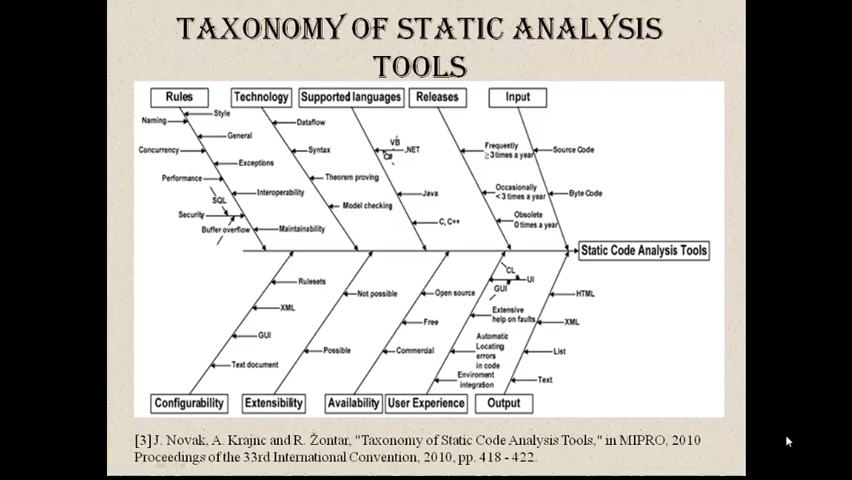 TAXONOMY OF STATIC ANALYSIS
TOOLS
Rules
Technology
Supported languages
Releases
Input
Style
Naming
General
Concurrency
Exceptions
Performance
Interoperability
SQL
Security
Buffer overflow
Maintainability
Dataflow
Syntax
Theorem proving
Model checking
VB
.NET
C#
Java
C, C++
Frequently
≥3 times a year
Occasionally
< 3 times a year
Obsolete
0 times a year
Source Code
Byte Code
Static Code Analysis Tools
Rulesets
XML
GUI
Text document
Not possible
Possible
Open source
Free
Commercial
CL
UI
GUI
Extensive
help on faults
Automatic
Locating
errors
in code
Enviroment
integration
HTML
XML
List
Text
Configurability
Extensibility
Availability
User Experience
Output
[3] J. Novak, A. Krajnc and R. Žontar, "Taxonomy of Static Code Analysis Tools," in MIPRO, 2010
Proceedings of the 33rd International Convention, 2010, pp. 418 - 422.